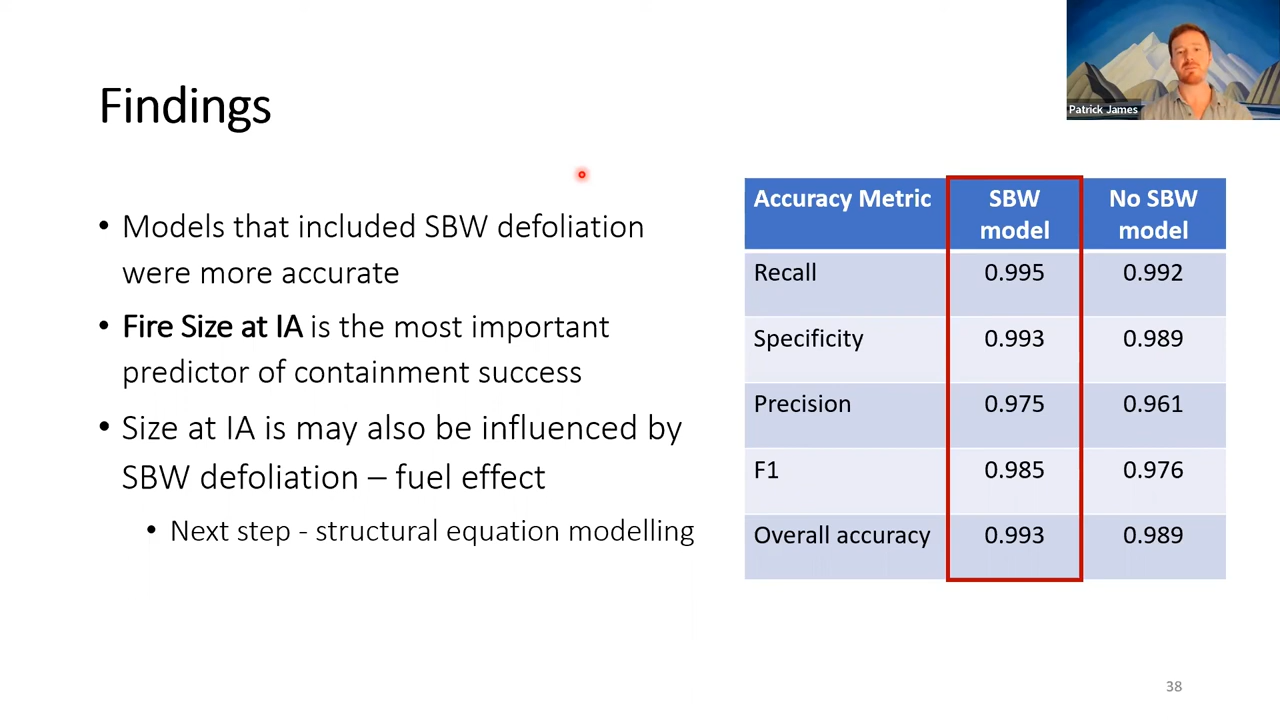 Findings
Patrick James
• Models that included SBW defoliation
were more accurate
• Fire Size at IA is the most important
predictor of containment success
• Size at IA is may also be influenced by
SBW defoliation – fuel effect
• Next step - structural equation modelling
Accuracy Metric SBW model No SBW model
Recall 0.995 0.992
Specificity 0.993 0.989
Precision 0.975 0.961
F1 0.985 0.976
Overall accuracy 0.993 0.989
38